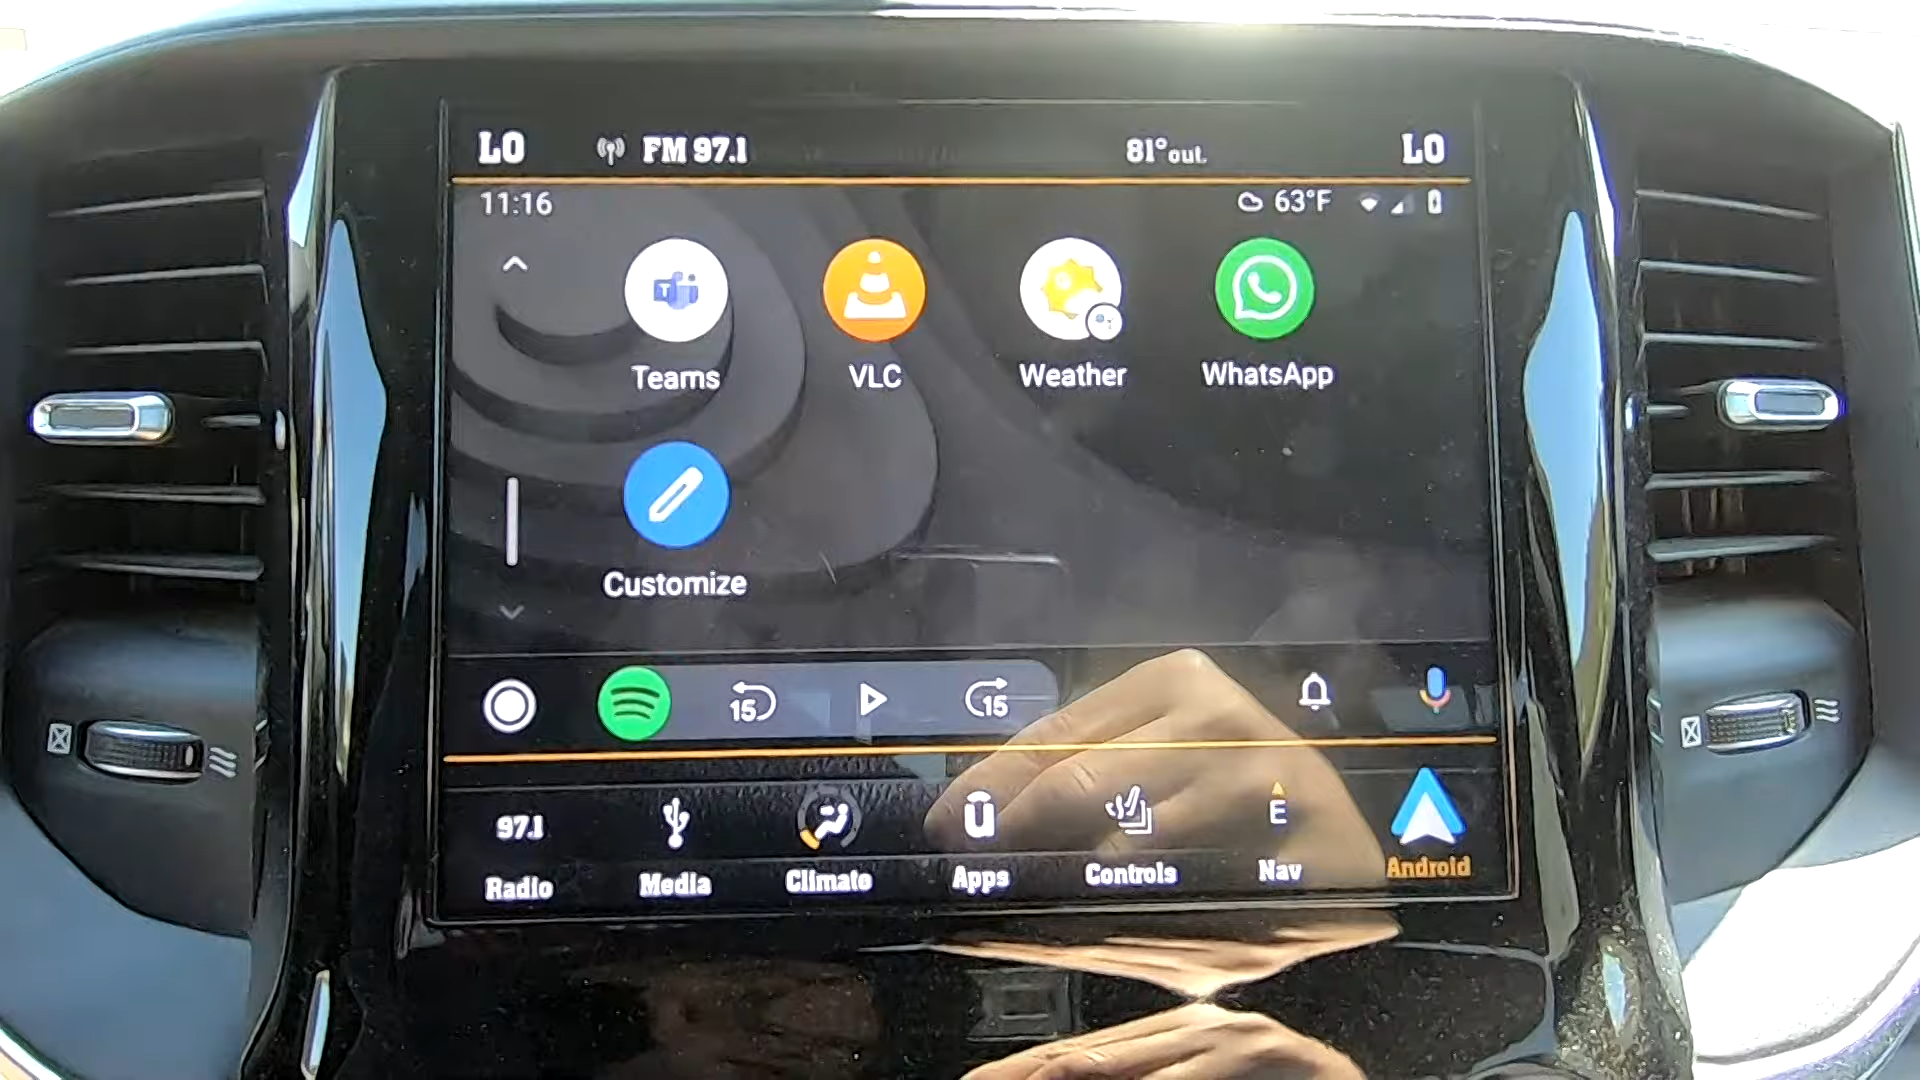 LO FM 97.1 81°out. LO
11:16 63°F
Teams VLC Weather WhatsApp
Customize
15 15
97.1 E
Radio Media Climate Apps Controls Nav Android